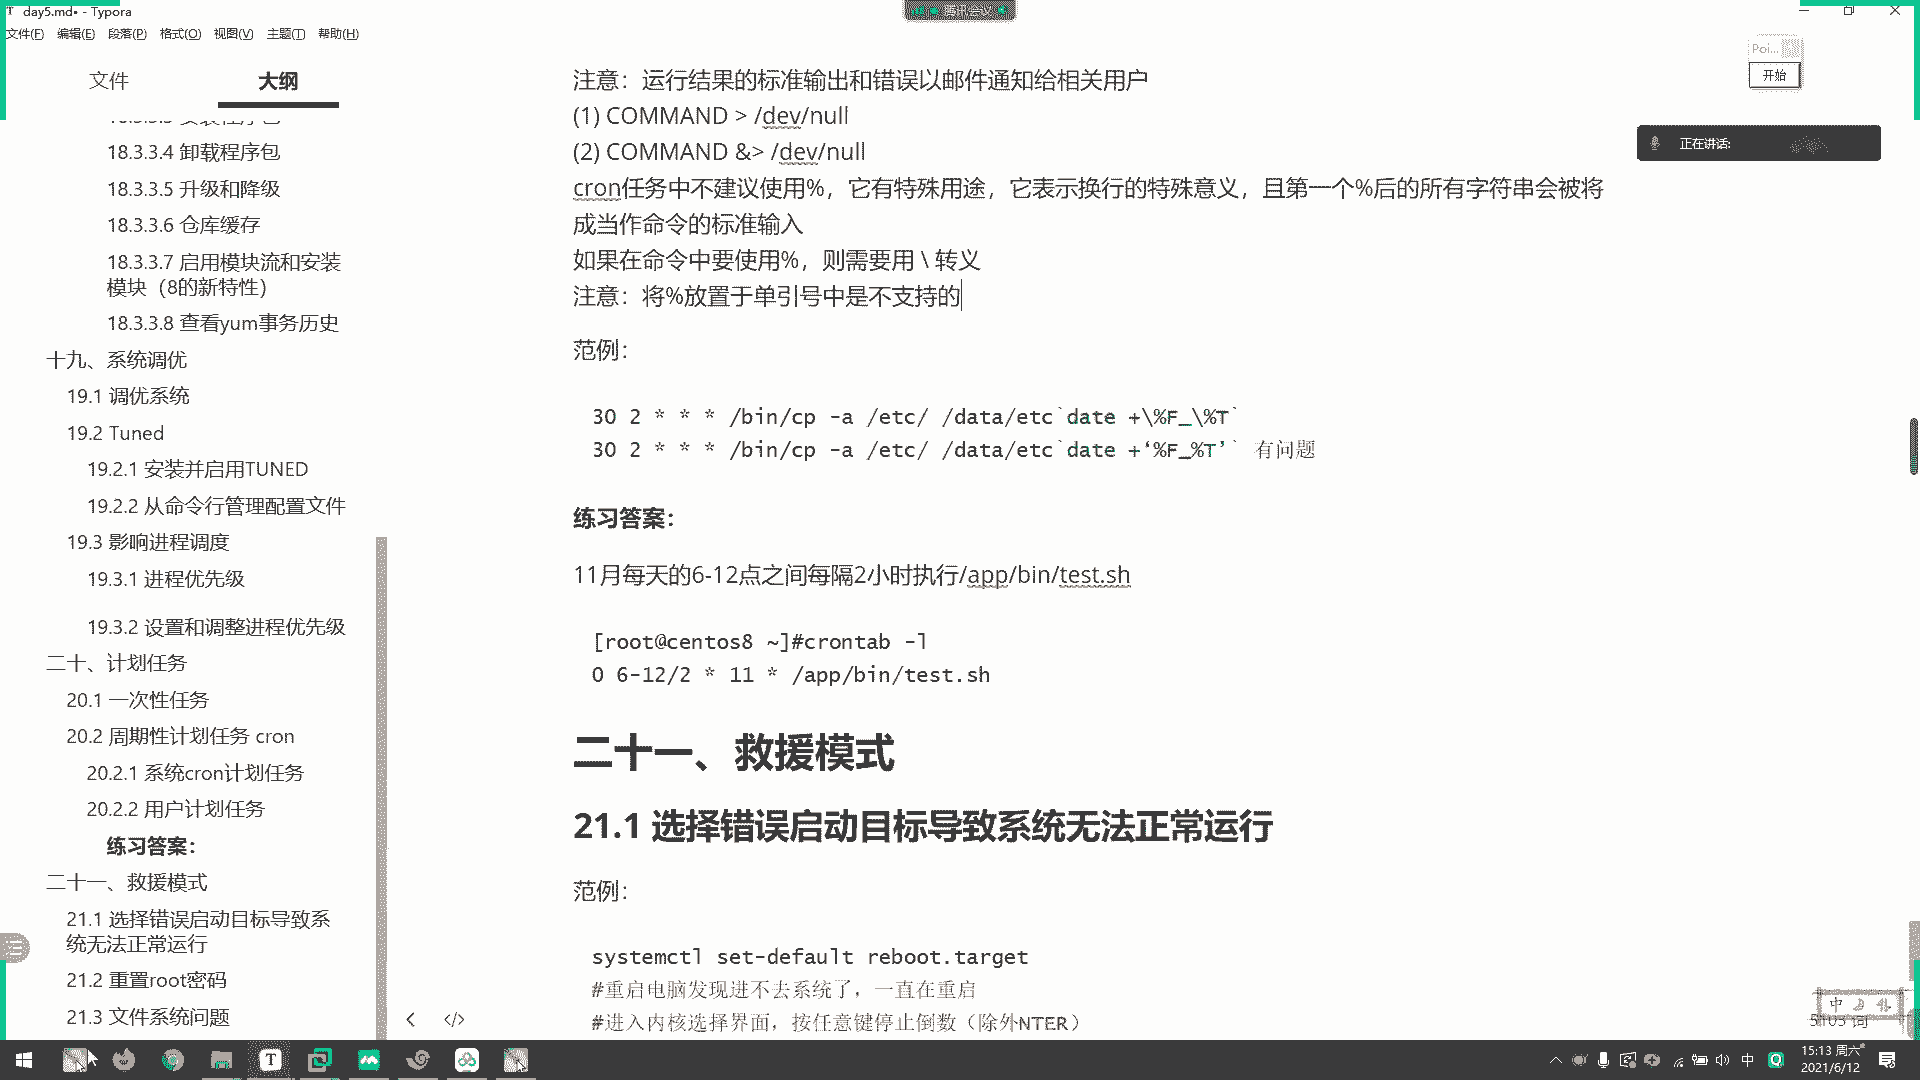 day5.md• - Typora
腾讯会议
文件(F) 编辑(E) 段落(P) 格式(O) 视图(V) 主题(T) 帮助(H)
Poi...
开始
正在讲话:
文件 大纲
18.3.3.4 卸载程序包
18.3.3.5 升级和降级
18.3.3.6 仓库缓存
18.3.3.7 启用模块流和安装
模块（8的新特性）
18.3.3.8 查看yum事务历史
十九、系统调优
19.1 调优系统
19.2 Tuned
19.2.1 安装并启用TUNED
19.2.2 从命令行管理配置文件
19.3 影响进程调度
19.3.1 进程优先级
19.3.2 设置和调整进程优先级
二十、计划任务
20.1 一次性任务
20.2 周期性计划任务 cron
20.2.1 系统cron计划任务
20.2.2 用户计划任务
练习答案：
二十一、救援模式
21.1 选择错误启动目标导致系
统无法正常运行
21.2 重置root密码
21.3 文件系统问题
注意：运行结果的标准输出和错误以邮件通知给相关用户
(1) COMMAND > /dev/null
(2) COMMAND &> /dev/null
cron任务中不建议使用%，它有特殊用途，它表示换行的特殊意义，且第一个%后的所有字符串会被将
成当作命令的标准输入
如果在命令中要使用%，则需要用 \ 转义
注意：将%放置于单引号中是不支持的
范例：
30 2 * * * /bin/cp -a /etc/ /data/etc`date +\%F_\%T`
30 2 * * * /bin/cp -a /etc/ /data/etc`date +‘%F_%T’` 有问题
练习答案：
11月每天的6-12点之间每隔2小时执行/app/bin/test.sh
[root@centos8 ~]#crontab -l
0 6-12/2 * 11 * /app/bin/test.sh
二十一、救援模式
21.1 选择错误启动目标导致系统无法正常运行
范例：
systemctl set-default reboot.target
#重启电脑发现进不去系统了，一直在重启
#进入内核选择界面，按任意键停止倒数（除外NTER）
中
5105 词
中
15:13 周六
2021/6/12